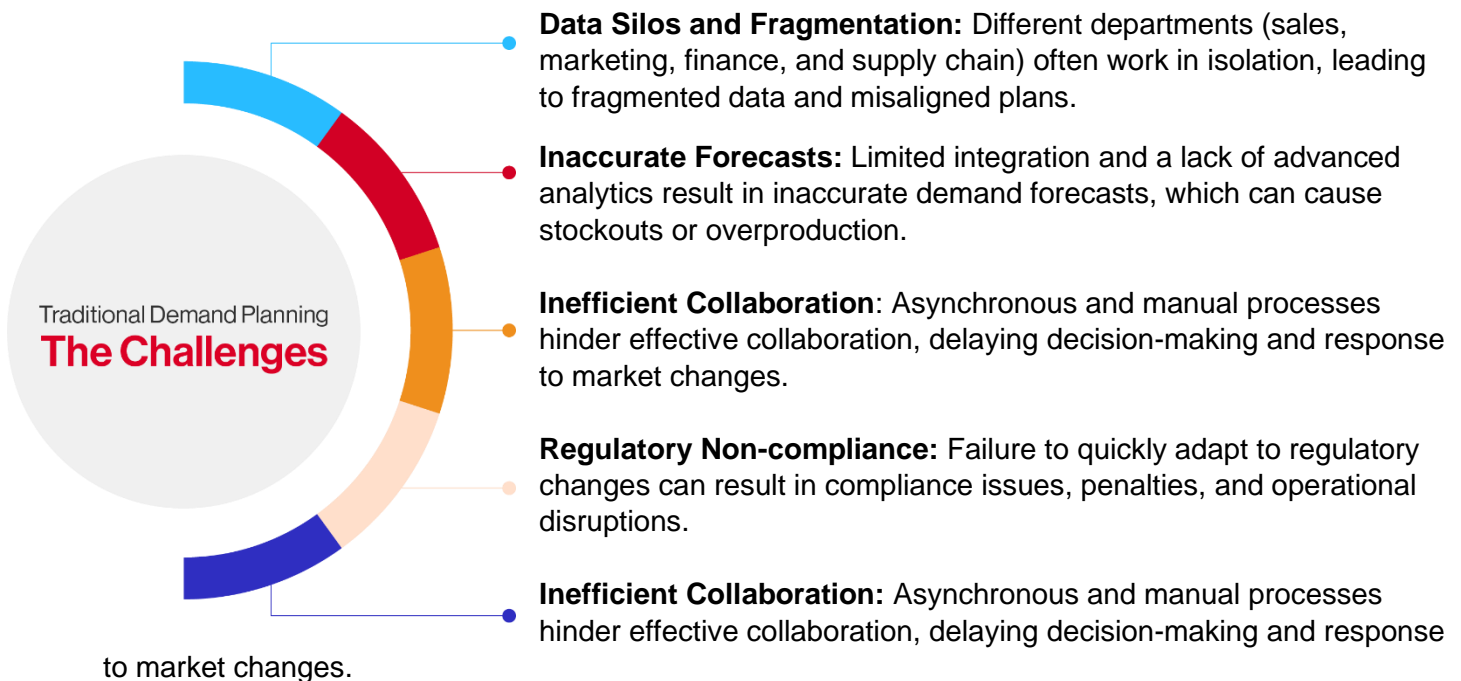 Traditional Demand Planning
The Challenges
Data Silos and Fragmentation: Different departments (sales,
marketing, finance, and supply chain) often work in isolation, leading
to fragmented data and misaligned plans.
Inaccurate Forecasts: Limited integration and a lack of advanced
analytics result in inaccurate demand forecasts, which can cause
stockouts or overproduction.
Inefficient Collaboration: Asynchronous and manual processes
hinder effective collaboration, delaying decision-making and response
to market changes.
Regulatory Non-compliance: Failure to quickly adapt to regulatory
changes can result in compliance issues, penalties, and operational
disruptions.
Inefficient Collaboration: Asynchronous and manual processes
hinder effective collaboration, delaying decision-making and response
to market changes.